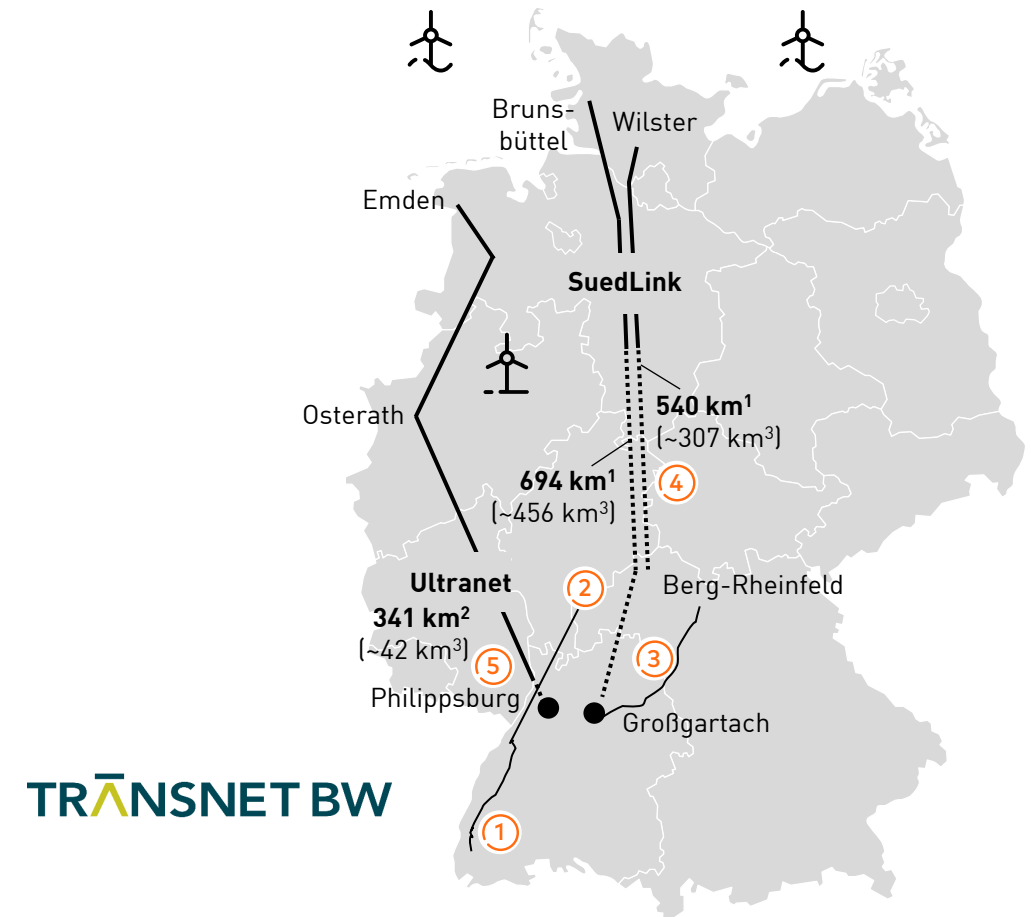 Bruns-
büttel
Wilster
Emden
SuedLink
Osterath
540 km¹
(~307 km³)
694 km¹
(~456 km³)
4
Ultranet
341 km²
(~42 km³)
2
Berg-Rheinfeld
5
3
Philippsburg
Großgartach
TRANSNET BW
1